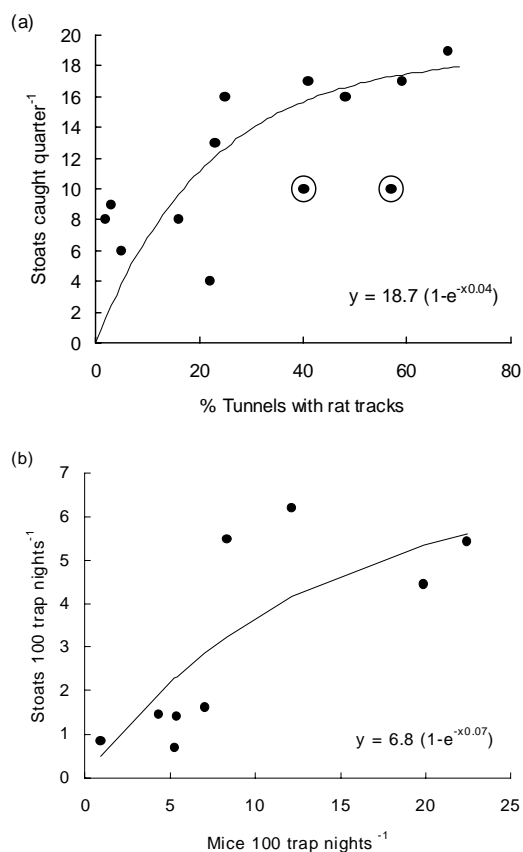 (a)
20
18
16
14
12
10
8
6
4
2
0
Stoats caught quarter⁻¹
y = 18.7 (1-e^-x0.04)
0 20 40 60 80
% Tunnels with rat tracks
(b)
7
6
5
4
3
2
1
0
Stoats 100 trap nights⁻¹
y = 6.8 (1-e^-x0.07)
0 5 10 15 20 25
Mice 100 trap nights ⁻¹